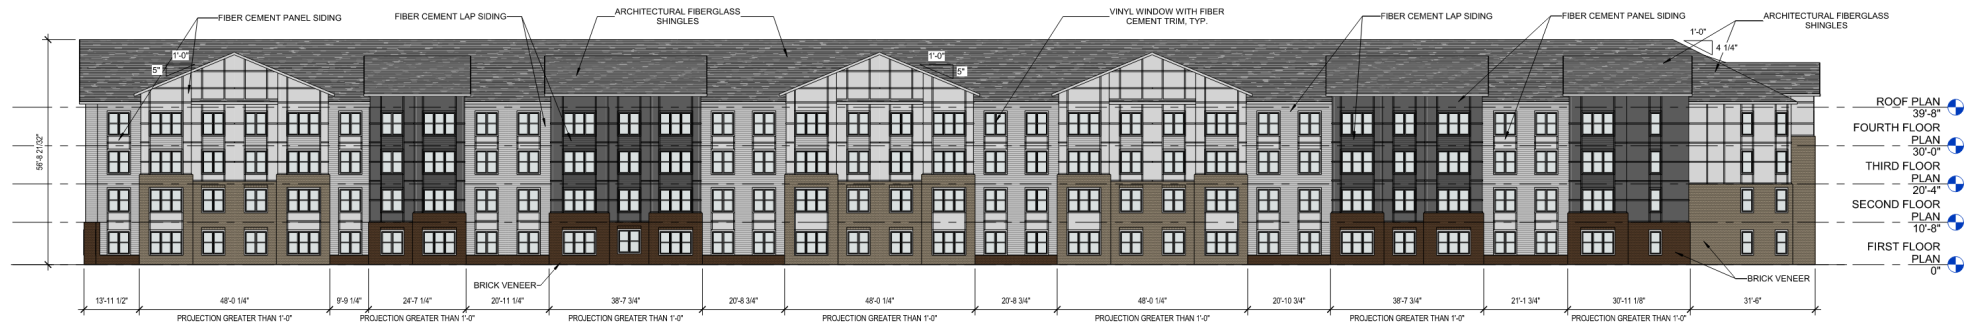 FIBER CEMENT PANEL SIDING
FIBER CEMENT LAP SIDING
ARCHITECTURAL FIBERGLASS
SHINGLES
VINYL WINDOW WITH FIBER
CEMENT TRIM, TYP.
FIBER CEMENT LAP SIDING
FIBER CEMENT PANEL SIDING
ARCHITECTURAL FIBERGLASS
SHINGLES
1'-0"
5"
1'-0"
5"
1'-0"
4 1/4"
56'-8 21/32"
ROOF PLAN
39'-8"
FOURTH FLOOR
PLAN
30'-0"
THIRD FLOOR
PLAN
20'-4"
SECOND FLOOR
PLAN
10'-8"
FIRST FLOOR
PLAN
0"
BRICK VENEER
BRICK VENEER
13'-11 1/2"
48'-0 1/4"
9'-9 1/4"
24'-7 1/4"
20'-11 1/4"
38'-7 3/4"
20'-8 3/4"
48'-0 1/4"
20'-8 3/4"
48'-0 1/4"
20'-10 3/4"
38'-7 3/4"
21'-1 3/4"
30'-11 1/8"
31'-6"
PROJECTION GREATER THAN 1'-0"
PROJECTION GREATER THAN 1'-0"
PROJECTION GREATER THAN 1'-0"
PROJECTION GREATER THAN 1'-0"
PROJECTION GREATER THAN 1'-0"
PROJECTION GREATER THAN 1'-0"
PROJECTION GREATER THAN 1'-0"